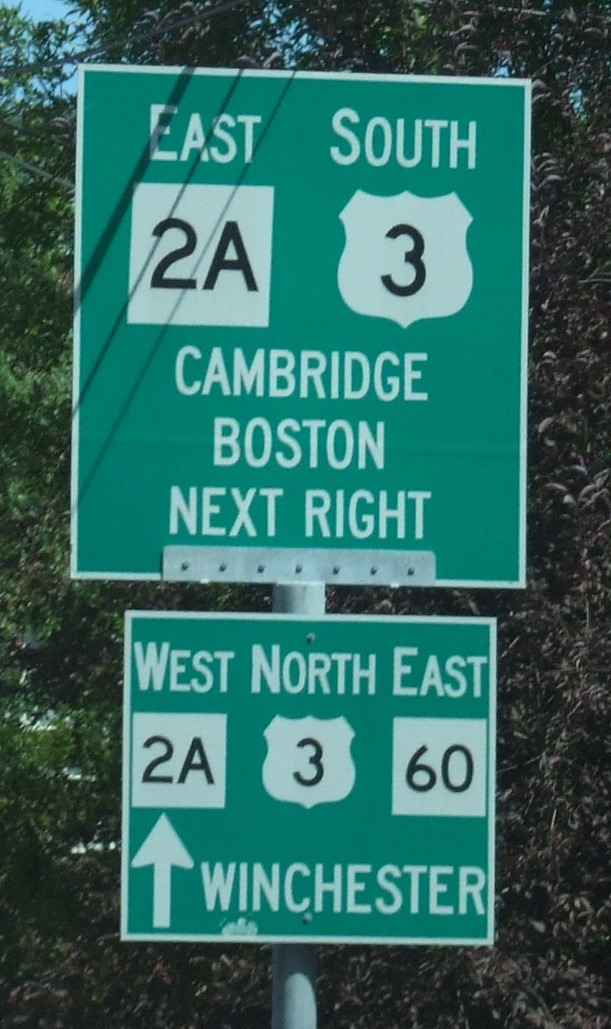 EAST SOUTH
2A 3
CAMBRIDGE
BOSTON
NEXT RIGHT
WEST NORTH EAST
2A 3 60
WINCHESTER